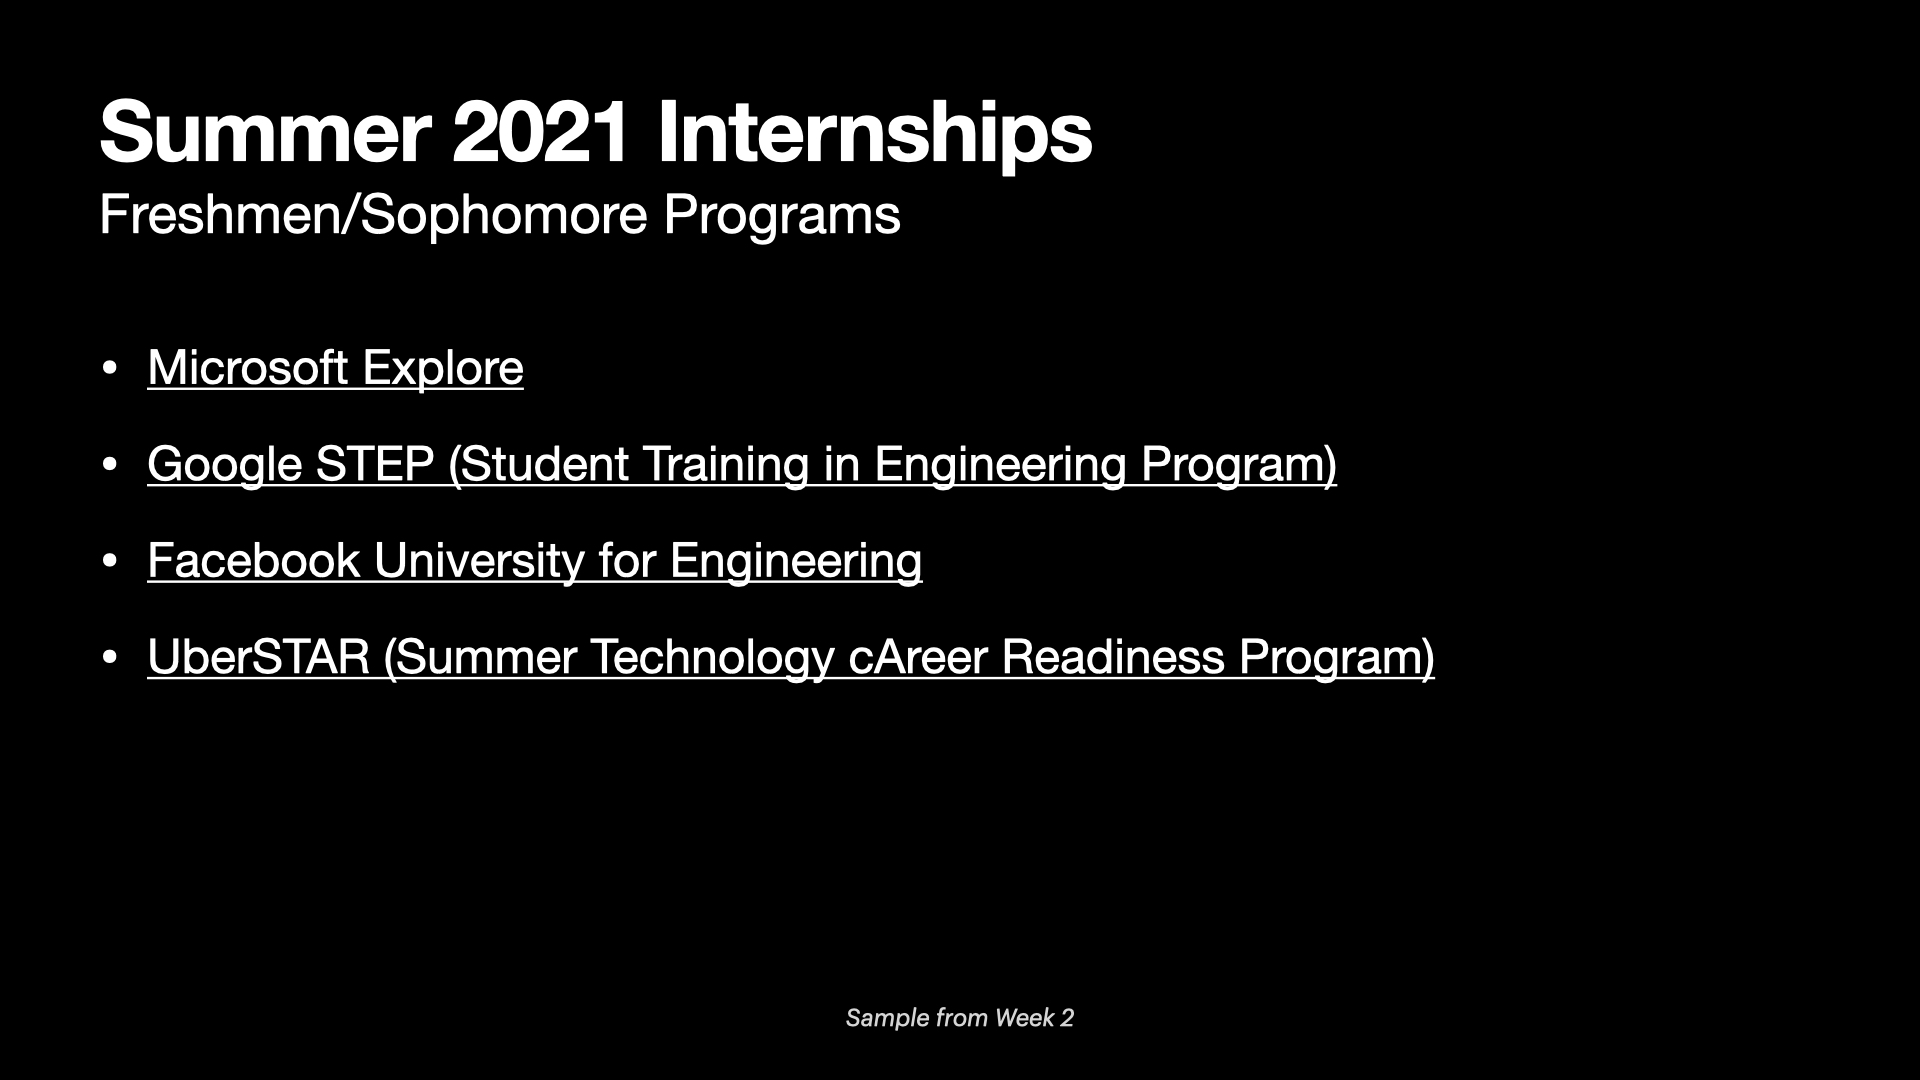 Summer 2021 Internships
Freshmen/Sophomore Programs
• Microsoft Explore
• Google STEP (Student Training in Engineering Program)
• Facebook University for Engineering
• UberSTAR (Summer Technology cAreer Readiness Program)
Sample from Week 2